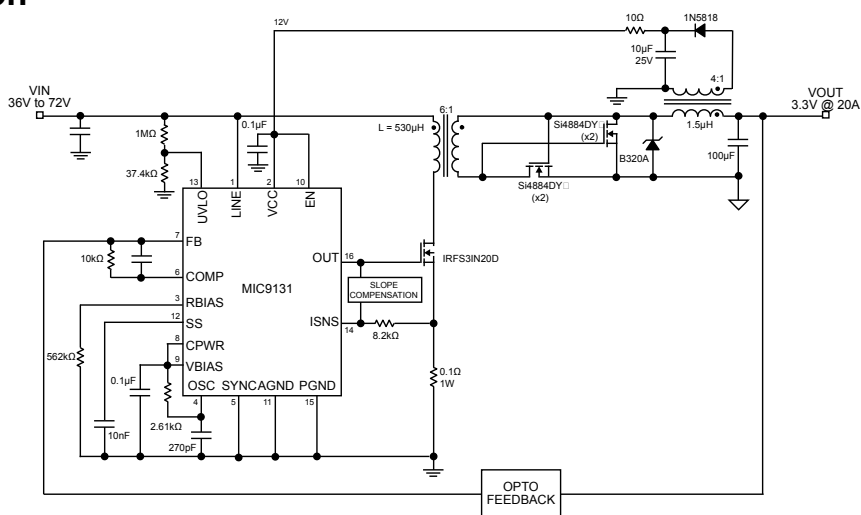 12V
10Ω
1N5818
10µF
25V
4:1
VIN
36V to 72V
VOUT
3.3V @ 20A
6:1
L = 530µH
0.1µF
1MΩ
37.4kΩ
Si4884DY
(x2)
B320A
1.5µH
100µF
Si4884DY
(x2)
13
1
2
10
UVLO
LINE
VCC
EN
7
FB
10kΩ
6
COMP
OUT
16
IRFS3IN20D
MIC9131
SLOPE
COMPENSATION
3
RBIAS
12
SS
ISNS
14
8.2kΩ
562kΩ
8
CPWR
9
VBIAS
0.1µF
OSC SYNC AGND PGND
4
5
11
15
0.1Ω
1W
2.61kΩ
10nF
270pF
OPTO
FEEDBACK